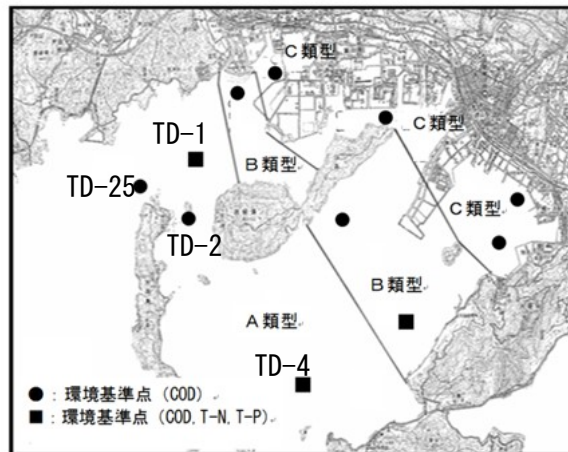 C類型
TD-1
C類型
TD-25
B類型
C類型
TD-2
B類型
A類型
TD-4
●：環境基準点（COD）
■：環境基準点（COD, T-N, T-P）